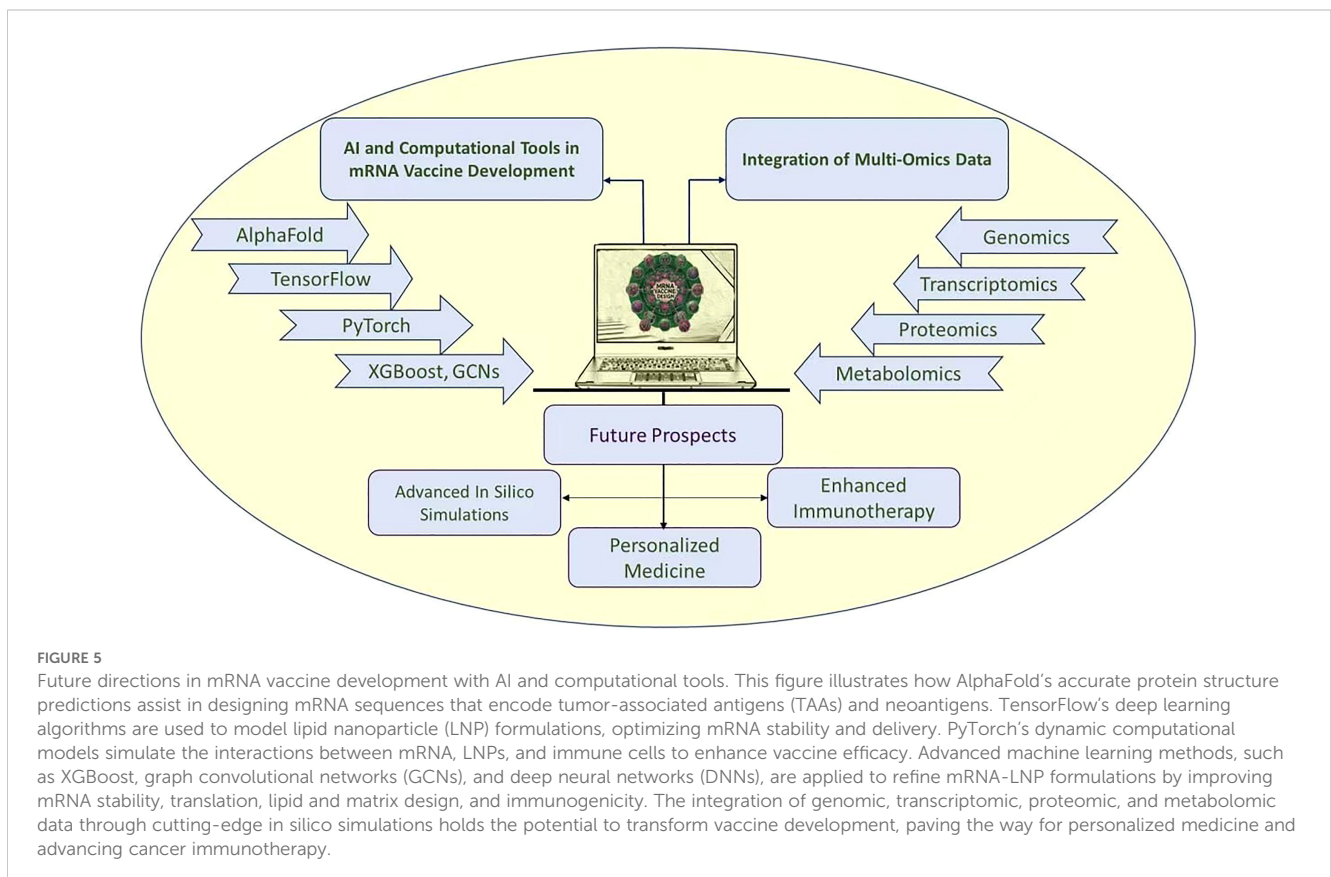 AI and Computational Tools in
mRNA Vaccine Development
Integration of Multi-Omics Data
AlphaFold
TensorFlow
PyTorch
XGBoost, GCNs
Genomics
Transcriptomics
Proteomics
Metabolomics
MRNA
VACCINE
DESIGN
Future Prospects
Advanced In Silico
Simulations
Enhanced
Immunotherapy
Personalized
Medicine
FIGURE 5
Future directions in mRNA vaccine development with AI and computational tools. This figure illustrates how AlphaFold's accurate protein structure
predictions assist in designing mRNA sequences that encode tumor-associated antigens (TAAs) and neoantigens. TensorFlow's deep learning
algorithms are used to model lipid nanoparticle (LNP) formulations, optimizing mRNA stability and delivery. PyTorch's dynamic computational
models simulate the interactions between mRNA, LNPs, and immune cells to enhance vaccine efficacy. Advanced machine learning methods, such
as XGBoost, graph convolutional networks (GCNs), and deep neural networks (DNNs), are applied to refine mRNA-LNP formulations by improving
mRNA stability, translation, lipid and matrix design, and immunogenicity. The integration of genomic, transcriptomic, proteomic, and metabolomic
data through cutting-edge in silico simulations holds the potential to transform vaccine development, paving the way for personalized medicine and
advancing cancer immunotherapy.